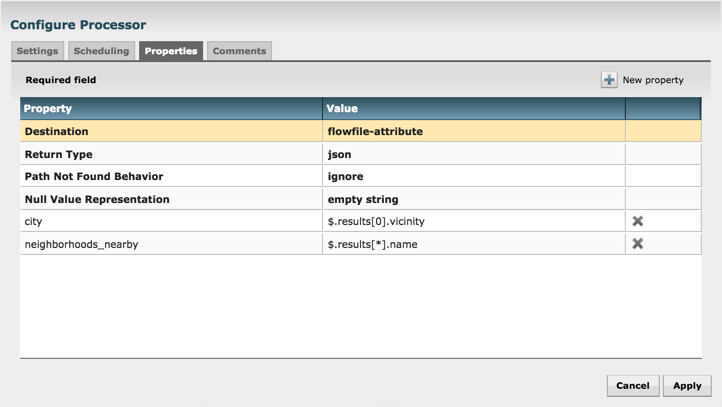 Configure Processor
Settings Scheduling Properties Comments
Required field New property
Property Value
Destination flowfile-attribute
Return Type json
Path Not Found Behavior ignore
Null Value Representation empty string
city $.results[0].vicinity
neighborhoods_nearby $.results[*].name
Cancel Apply